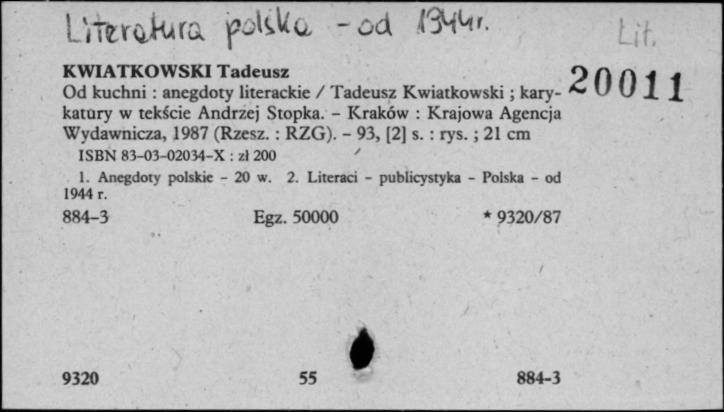 Literatura polska - od 1944r.
Lit.
20011
KWIATKOWSKI Tadeusz
Od kuchni : anegdoty literackie / Tadeusz Kwiatkowski ; kary-
katury w tekście Andrzej Stopka. – Kraków : Krajowa Agencja
Wydawnicza, 1987 (Rzesz. : RZG). – 93, [2] s. : rys. ; 21 cm
ISBN 83-03-02034-X : zł 200
1. Anegdoty polskie – 20 w. 2. Literaci – publicystyka – Polska – od
1944 r.
884-3 Egz. 50000 * 9320/87
9320 55 884-3